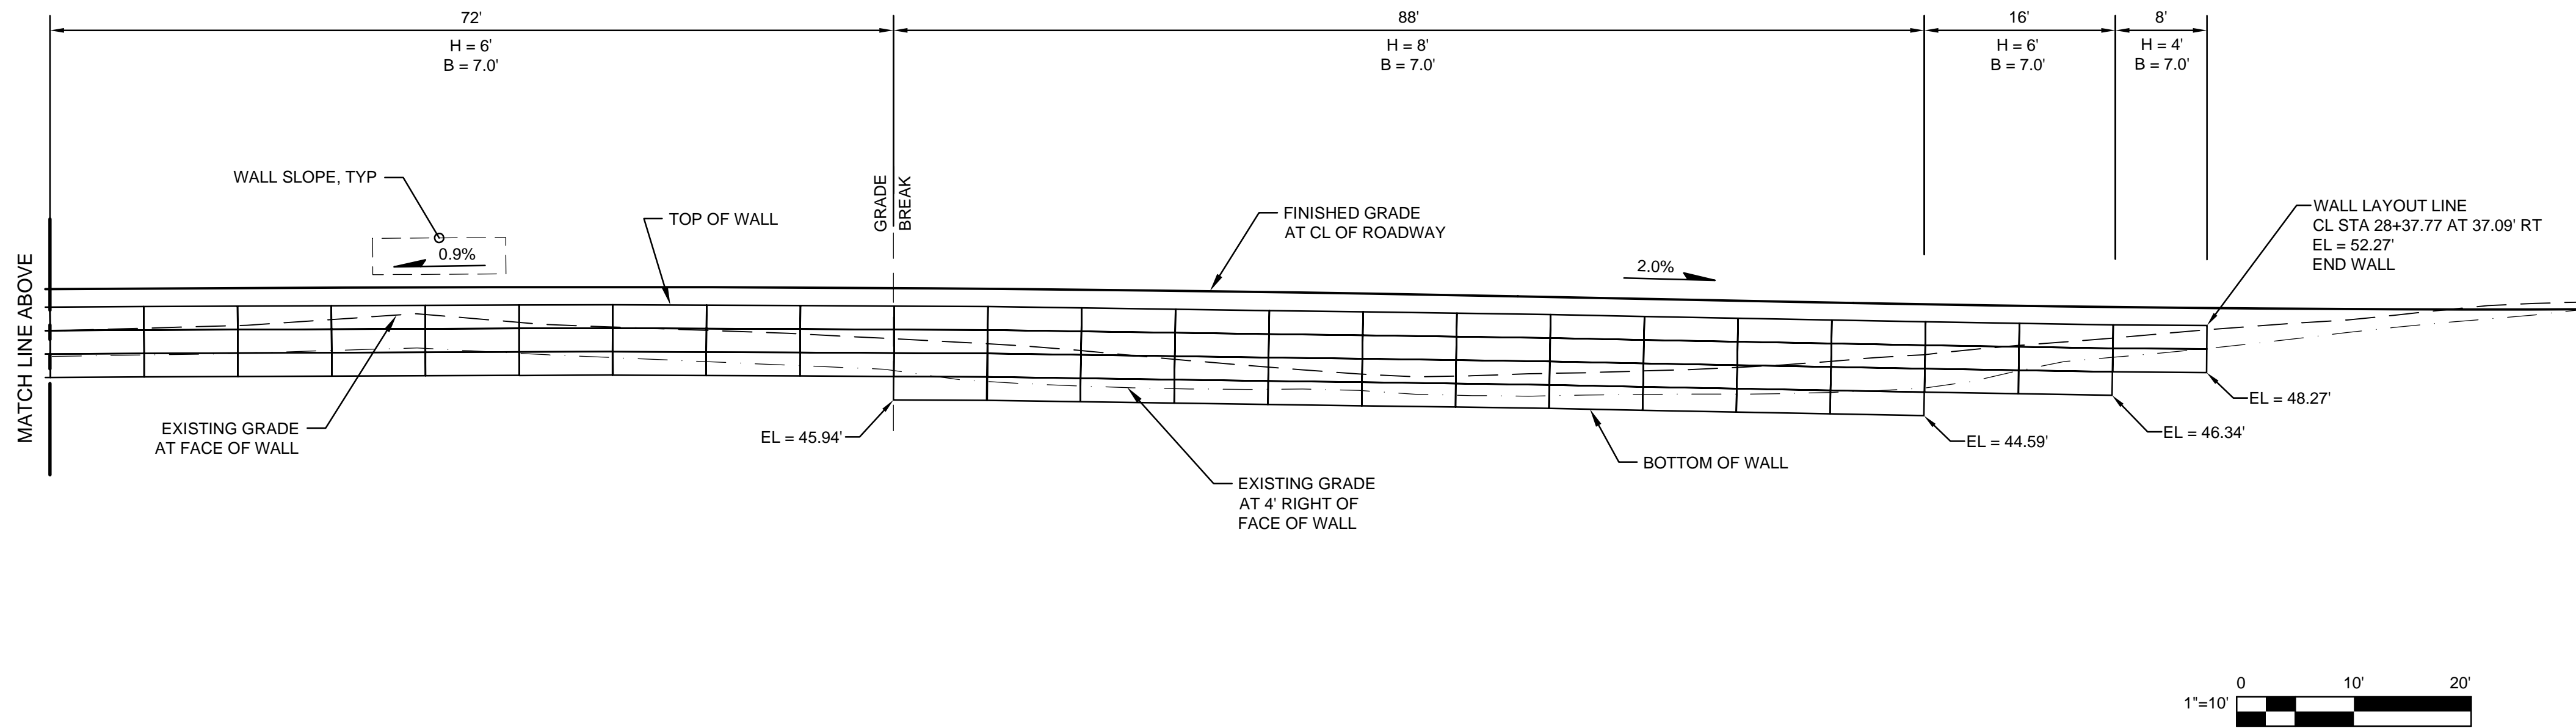 72'
88'
16'
8'
H = 6'
B = 7.0'
H = 8'
B = 7.0'
H = 6'
B = 7.0'
H = 4'
B = 7.0'
WALL SLOPE, TYP
0.9%
TOP OF WALL
GRADE
BREAK
FINISHED GRADE
AT CL OF ROADWAY
2.0%
WALL LAYOUT LINE
CL STA 28+37.77 AT 37.09' RT
EL = 52.27'
END WALL
MATCH LINE ABOVE
EXISTING GRADE
AT FACE OF WALL
EL = 45.94'
EXISTING GRADE
AT 4' RIGHT OF
FACE OF WALL
BOTTOM OF WALL
EL = 44.59'
EL = 46.34'
EL = 48.27'
0 10' 20'
1"=10'